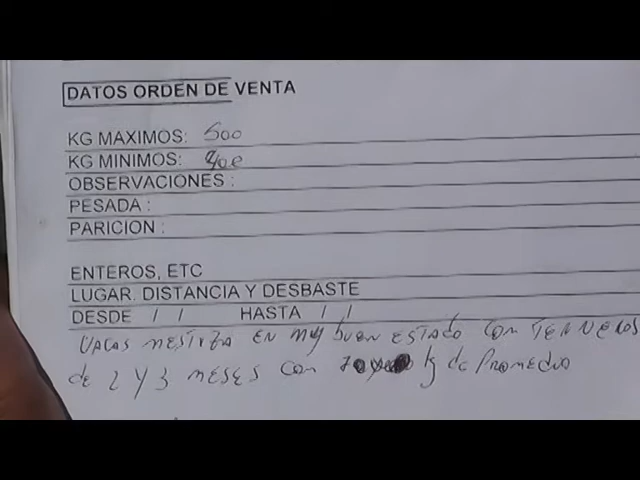 DATOS ORDEN DE VENTA
KG MAXIMOS: 500
KG MINIMOS: 400
OBSERVACIONES :
PESADA :
PARICION :
ENTEROS, ETC
LUGAR. DISTANCIA Y DESBASTE
DESDE / / HASTA / /
VACAS MESTIZA EN MUY buen ESTADO CON TERNEROS
de 2 y 3 MESES CON kg de PROMEDIO